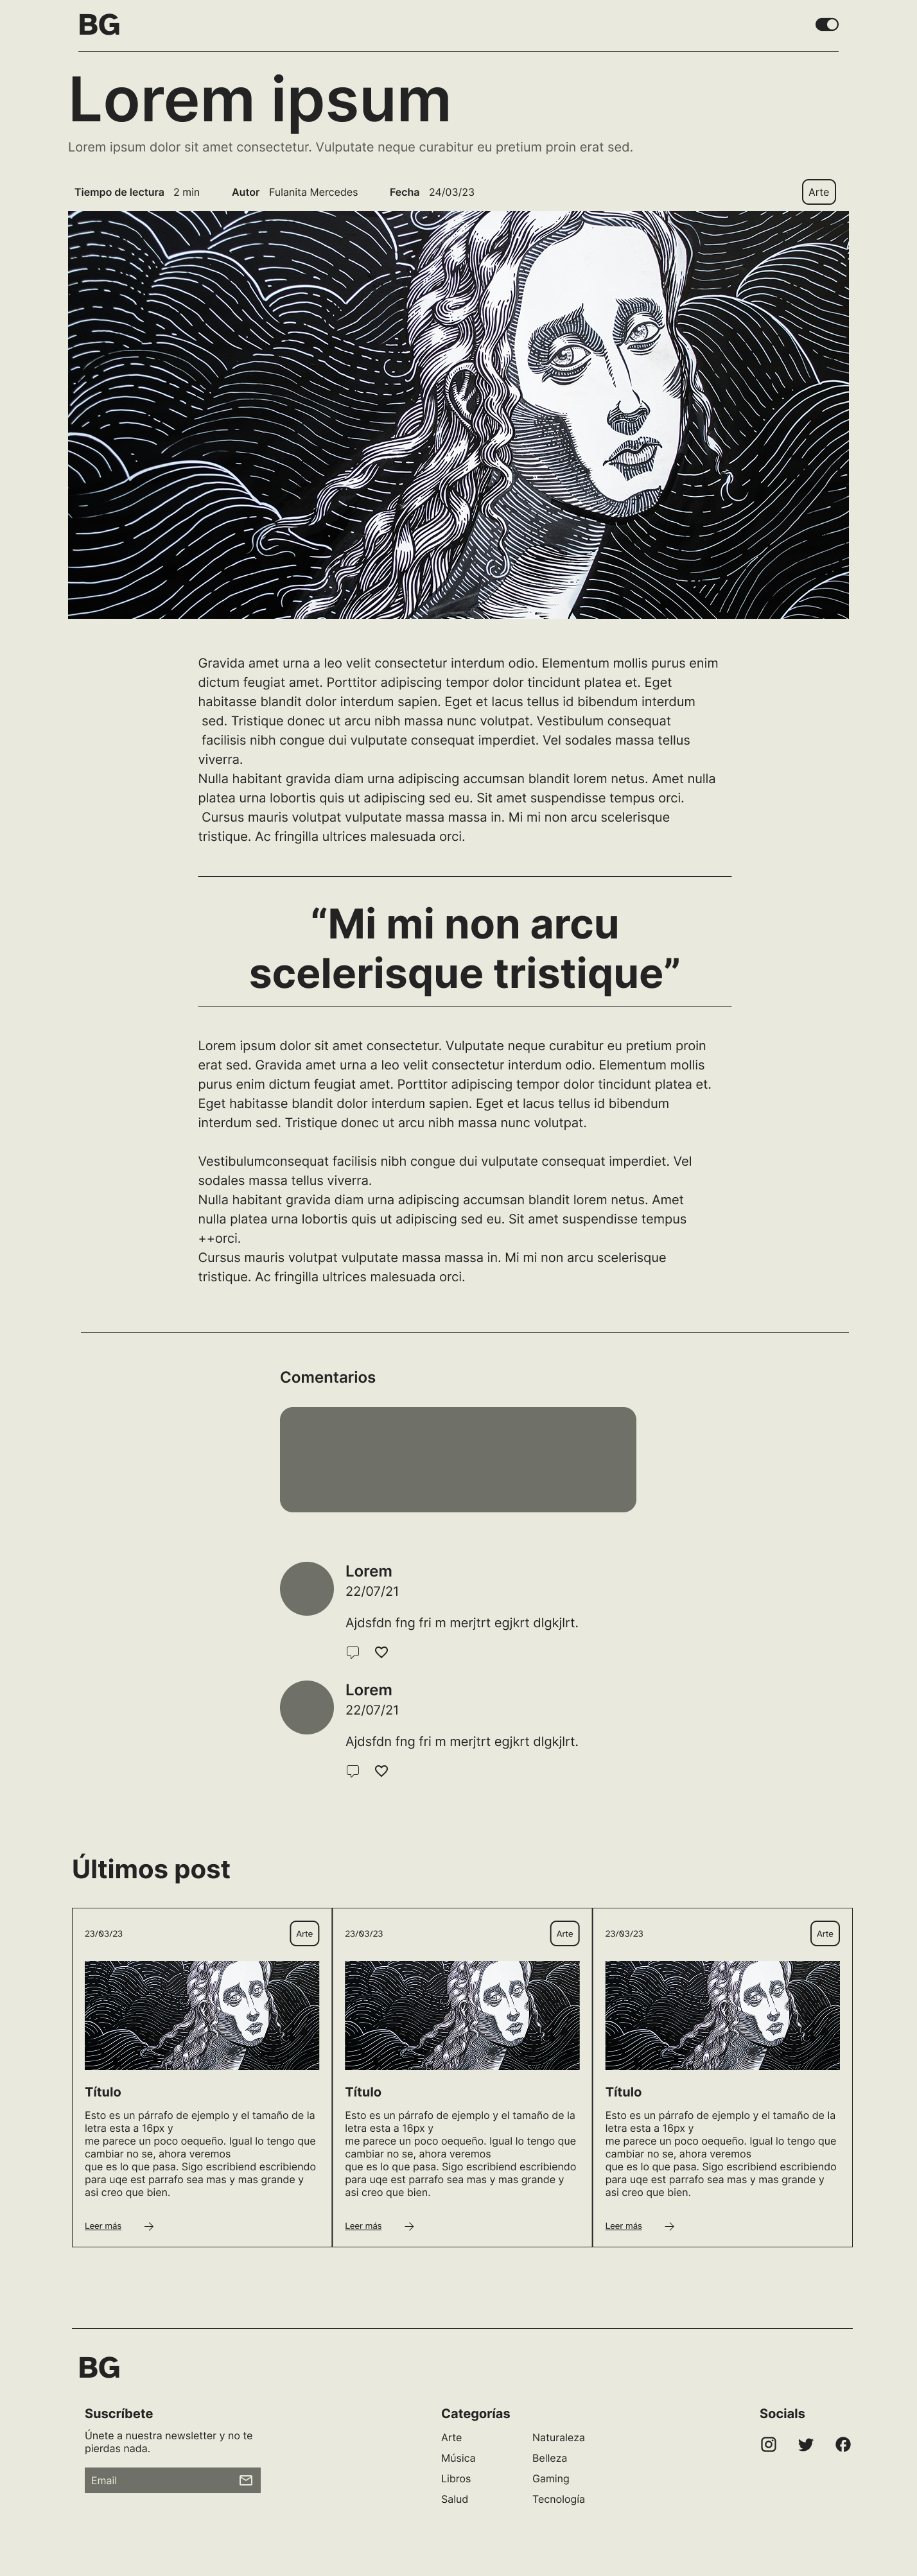 BG
Lorem ipsum
Lorem ipsum dolor sit amet consectetur. Vulputate neque curabitur eu pretium proin erat sed.
Tiempo de lectura 2 min Autor Fulanita Mercedes Fecha 24/03/23 Arte
Gravida amet urna a leo velit consectetur interdum odio. Elementum mollis purus enim
dictum feugiat amet. Porttitor adipiscing tempor dolor tincidunt platea et. Eget
habitasse blandit dolor interdum sapien. Eget et lacus tellus id bibendum interdum
sed. Tristique donec ut arcu nibh massa nunc volutpat. Vestibulum consequat
facilisis nibh congue dui vulputate consequat imperdiet. Vel sodales massa tellus
viverra.
Nulla habitant gravida diam urna adipiscing accumsan blandit lorem netus. Amet nulla
platea urna lobortis quis ut adipiscing sed eu. Sit amet suspendisse tempus orci.
Cursus mauris volutpat vulputate massa massa in. Mi mi non arcu scelerisque
tristique. Ac fringilla ultrices malesuada orci.
“Mi mi non arcu
scelerisque tristique”
Lorem ipsum dolor sit amet consectetur. Vulputate neque curabitur eu pretium proin
erat sed. Gravida amet urna a leo velit consectetur interdum odio. Elementum mollis
purus enim dictum feugiat amet. Porttitor adipiscing tempor dolor tincidunt platea et.
Eget habitasse blandit dolor interdum sapien. Eget et lacus tellus id bibendum
interdum sed. Tristique donec ut arcu nibh massa nunc volutpat.
Vestibulumconsequat facilisis nibh congue dui vulputate consequat imperdiet. Vel
sodales massa tellus viverra.
Nulla habitant gravida diam urna adipiscing accumsan blandit lorem netus. Amet
nulla platea urna lobortis quis ut adipiscing sed eu. Sit amet suspendisse tempus
++orci.
Cursus mauris volutpat vulputate massa massa in. Mi mi non arcu scelerisque
tristique. Ac fringilla ultrices malesuada orci.
Comentarios
Lorem
22/07/21
Ajdsfdn fng fri m merjtrt egjkrt dlgkjlrt.
Lorem
22/07/21
Ajdsfdn fng fri m merjtrt egjkrt dlgkjlrt.
Últimos post
23/03/23 Arte
Título
Esto es un párrafo de ejemplo y el tamaño de la
letra esta a 16px y
me parece un poco oequeño. Igual lo tengo que
cambiar no se, ahora veremos
que es lo que pasa. Sigo escribiend escribiendo
para uqe est parrafo sea mas y mas grande y
asi creo que bien.
Leer más
23/03/23 Arte
Título
Esto es un párrafo de ejemplo y el tamaño de la
letra esta a 16px y
me parece un poco oequeño. Igual lo tengo que
cambiar no se, ahora veremos
que es lo que pasa. Sigo escribiend escribiendo
para uqe est parrafo sea mas y mas grande y
asi creo que bien.
Leer más
23/03/23 Arte
Título
Esto es un párrafo de ejemplo y el tamaño de la
letra esta a 16px y
me parece un poco oequeño. Igual lo tengo que
cambiar no se, ahora veremos
que es lo que pasa. Sigo escribiend escribiendo
para uqe est parrafo sea mas y mas grande y
asi creo que bien.
Leer más
BG
Suscríbete
Únete a nuestra newsletter y no te
pierdas nada.
Email
Categorías
Arte
Música
Libros
Salud
Naturaleza
Belleza
Gaming
Tecnología
Socials